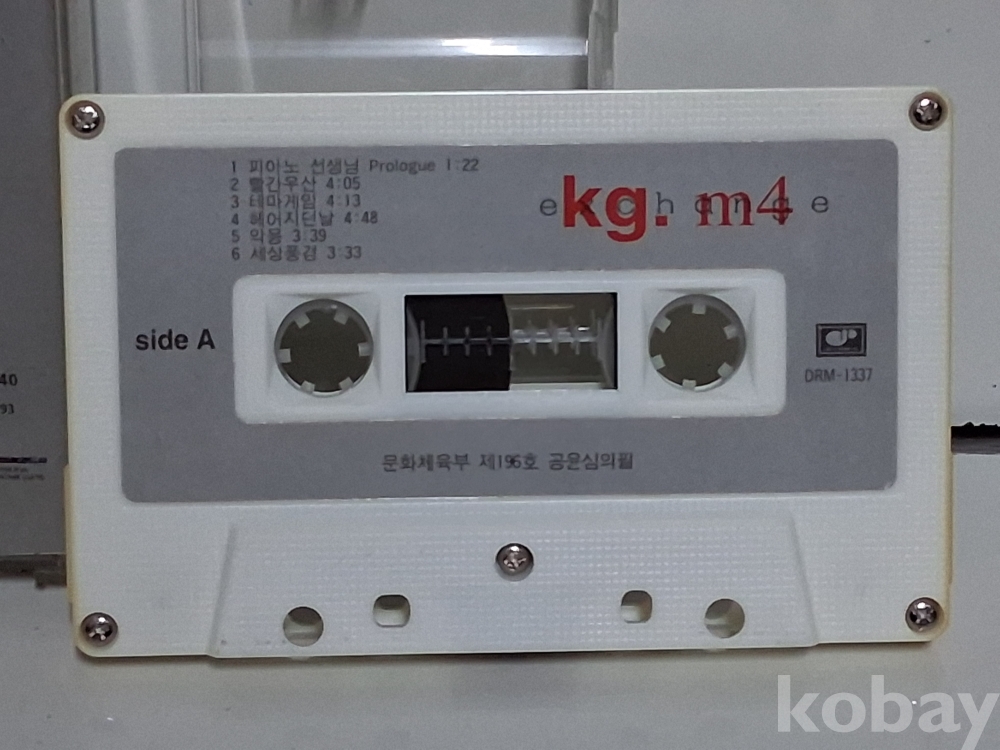 1 피아노 선생님 Prologue 1:22
2 빨간우산 4:05
3 테마게임 4:13
4 헤어지던날 4:48
5 악몽 3:39
6 세상풍경 3:33
exchange
kg. m4
side A
DRM-1337
문화체육부 제196호 공윤심의필
40
93
kobay